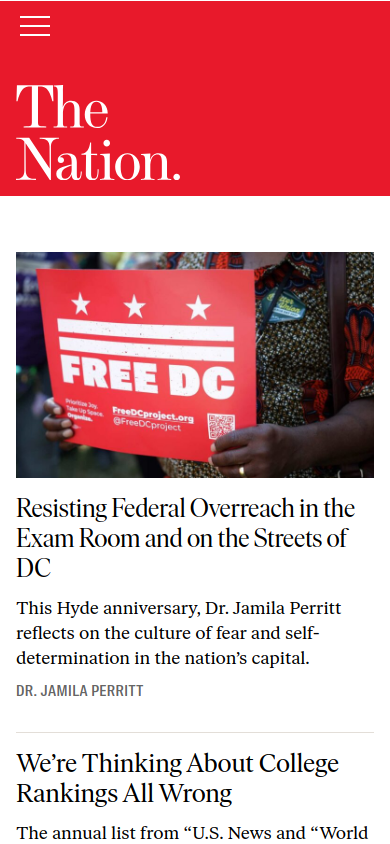 The
Nation.
FREE DC
Prioritize Joy.
Take Up Space.
Organize.
FreeDCproject.org
@FreeDCproject
Resisting Federal Overreach in the
Exam Room and on the Streets of
DC
This Hyde anniversary, Dr. Jamila Perritt
reflects on the culture of fear and self-
determination in the nation’s capital.
DR. JAMILA PERRITT
We’re Thinking About College
Rankings All Wrong
The annual list from “U.S. News and “World